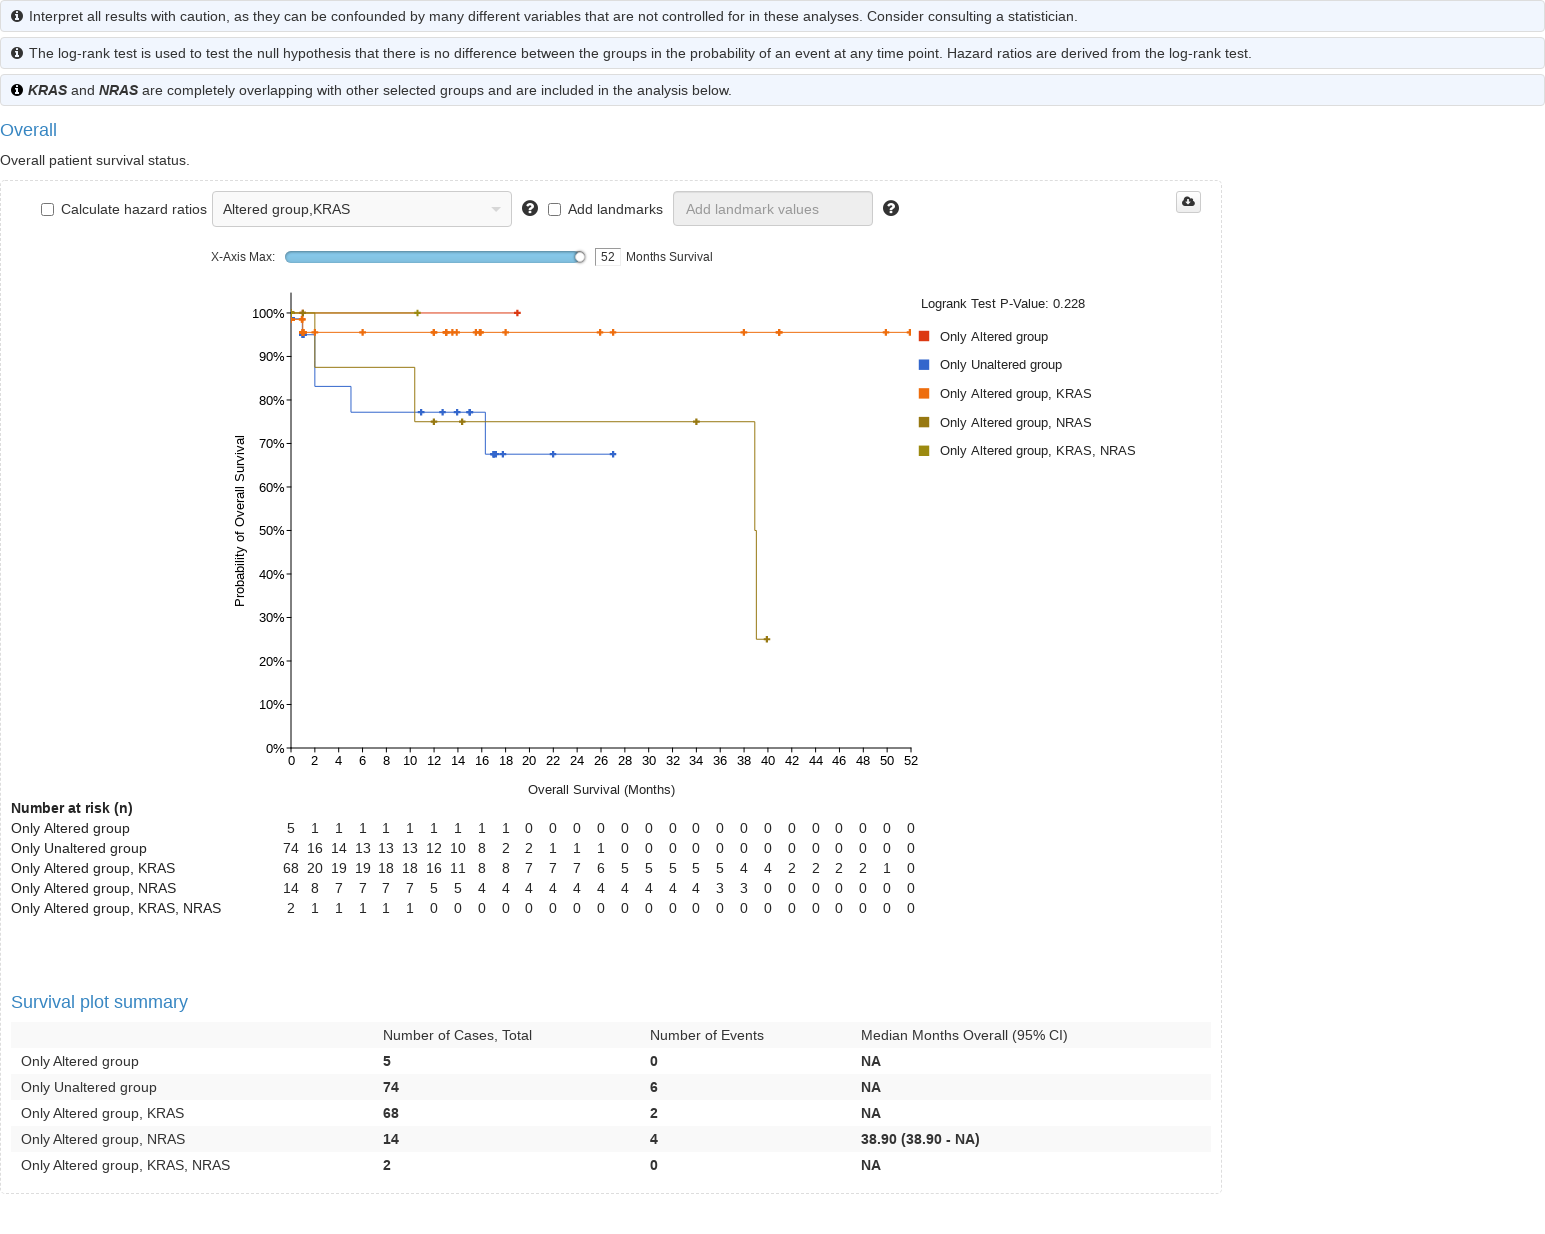 Interpret all results with caution, as they can be confounded by many different variables that are not controlled for in these analyses. Consider consulting a statistician.
The log-rank test is used to test the null hypothesis that there is no difference between the groups in the probability of an event at any time point. Hazard ratios are derived from the log-rank test.
KRAS and NRAS are completely overlapping with other selected groups and are included in the analysis below.
Overall
Overall patient survival status.
Calculate hazard ratios Altered group,KRAS Add landmarks Add landmark values
X-Axis Max: 52 Months Survival
Logrank Test P-Value: 0.228
Only Altered group
Only Unaltered group
Only Altered group, KRAS
Only Altered group, NRAS
Only Altered group, KRAS, NRAS
Probability of Overall Survival
100%
90%
80%
70%
60%
50%
40%
30%
20%
10%
0%
0 2 4 6 8 10 12 14 16 18 20 22 24 26 28 30 32 34 36 38 40 42 44 46 48 50 52
Overall Survival (Months)
Number at risk (n)
Only Altered group 5 1 1 1 1 1 1 1 1 1 0 0 0 0 0 0 0 0 0 0 0 0 0 0 0 0 0
Only Unaltered group 74 16 14 13 13 13 12 10 8 2 2 1 1 1 0 0 0 0 0 0 0 0 0 0 0 0 0
Only Altered group, KRAS 68 20 19 19 18 18 16 11 8 8 7 7 7 6 5 5 5 5 5 4 4 2 2 2 2 1 0
Only Altered group, NRAS 14 8 7 7 7 7 5 5 4 4 4 4 4 4 4 4 4 4 3 3 0 0 0 0 0 0 0
Only Altered group, KRAS, NRAS 2 1 1 1 1 1 0 0 0 0 0 0 0 0 0 0 0 0 0 0 0 0 0 0 0 0 0
Survival plot summary
Number of Cases, Total Number of Events Median Months Overall (95% CI)
Only Altered group 5 0 NA
Only Unaltered group 74 6 NA
Only Altered group, KRAS 68 2 NA
Only Altered group, NRAS 14 4 38.90 (38.90 - NA)
Only Altered group, KRAS, NRAS 2 0 NA